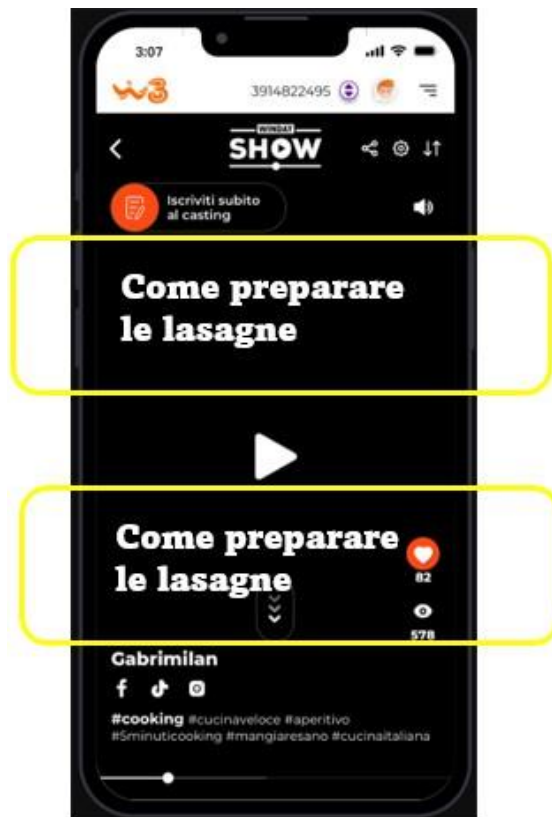 3:07
W3
3914822495
WINDAY
SHOW
Iscriviti subito
al casting
Come preparare
le lasagne
Come preparare
le lasagne
82
578
Gabrimilan
#cooking #cucinaveloce #aperitivo
#5minuticooking #mangiaresano #cucinaitaliana